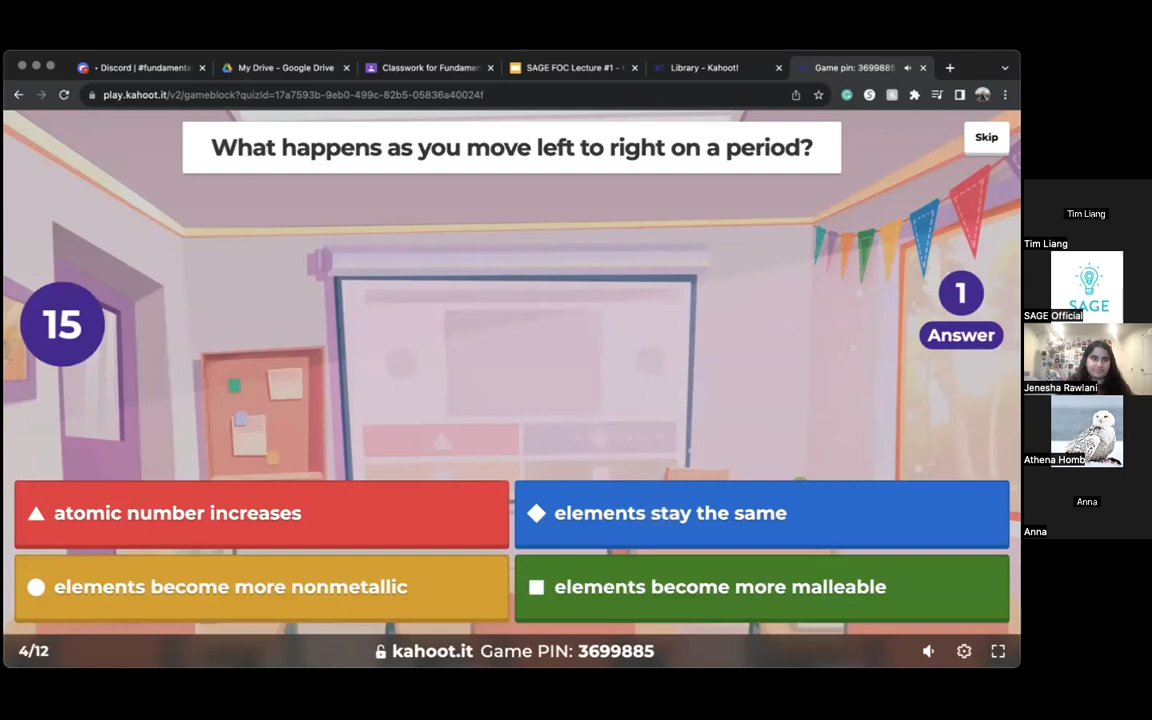 • Discord | #fundamenta
My Drive - Google Drive
Classwork for Fundamen
SAGE FOC Lecture #1 -
Library - Kahoot!
Game pin: 3699885
play.kahoot.it/v2/gameblock?quizId=17a7593b-9eb0-499c-82b5-05836a40024f
What happens as you move left to right on a period?
Skip
15
1
Answer
atomic number increases
elements stay the same
elements become more nonmetallic
elements become more malleable
4/12
kahoot.it Game PIN: 3699885
Tim Liang
Tim Liang
SAGE
SAGE Official
Jenesha Rawlani
Athena Homb
Anna
Anna